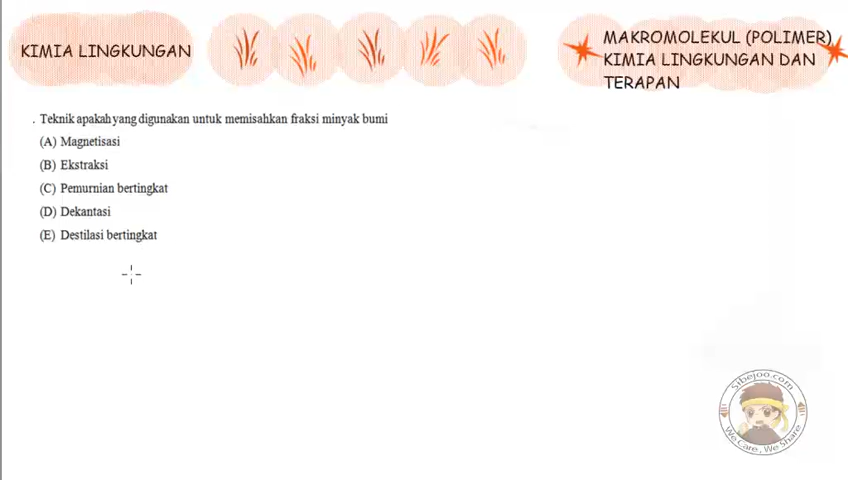 KIMIA LINGKUNGAN
MAKROMOLEKUL (POLIMER)
KIMIA LINGKUNGAN DAN
TERAPAN
. Teknik apakah yang digunakan untuk memisahkan fraksi minyak bumi
(A) Magnetisasi
(B) Ekstraksi
(C) Pemurnian bertingkat
(D) Dekantasi
(E) Destilasi bertingkat
Sibejoo.com
We Care, We Share